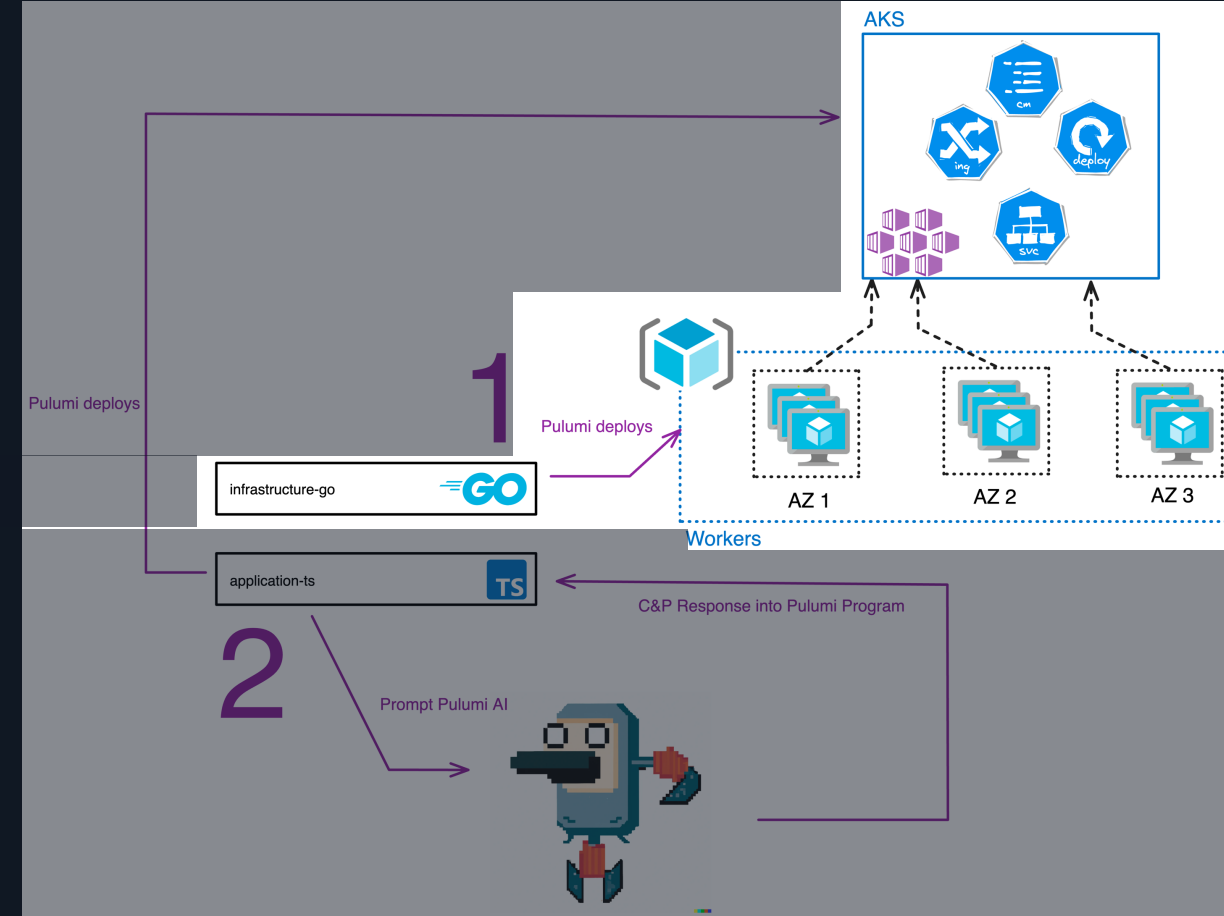 AKS
cm
ing
deploy
svc
1
Pulumi deploys
Pulumi deploys
infrastructure-go
GO
AZ 1
AZ 2
AZ 3
Workers
application-ts
TS
C&P Response into Pulumi Program
2
Prompt Pulumi AI